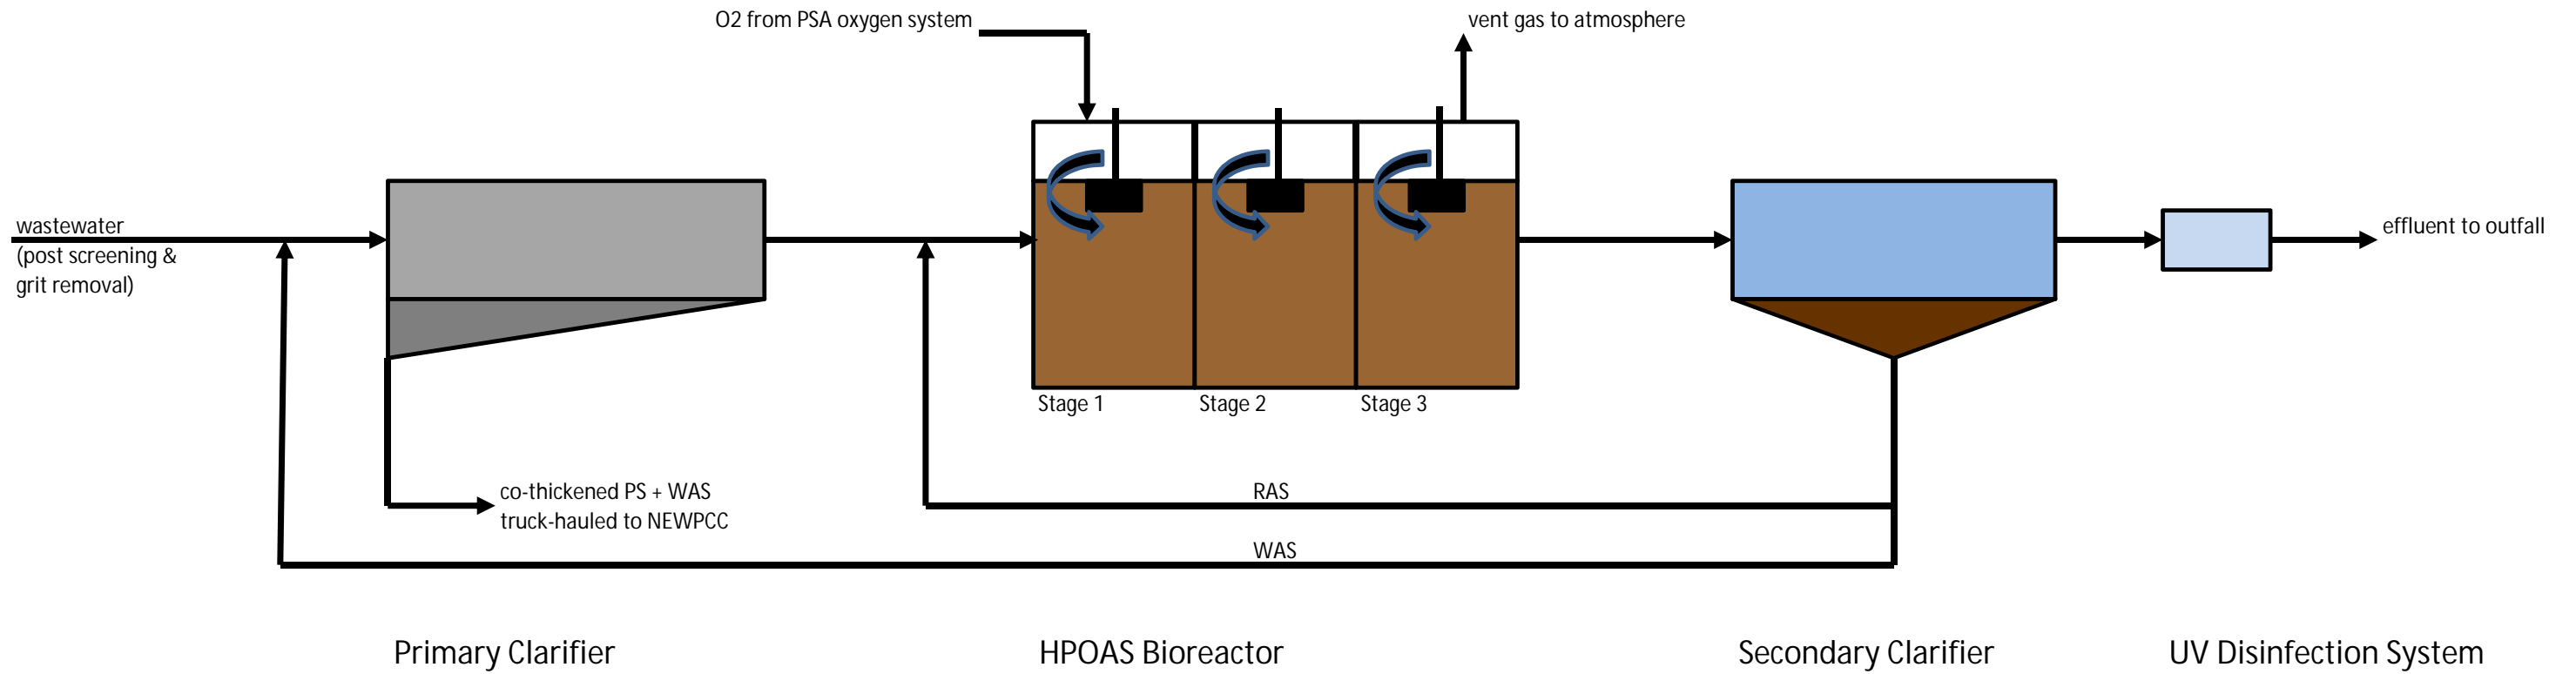 O2 from PSA oxygen system
vent gas to atmosphere
wastewater
(post screening &
grit removal)
effluent to outfall
Stage 1
Stage 2
Stage 3
co-thickened PS + WAS
truck-hauled to NEWPCC
RAS
WAS
Primary Clarifier
HPOAS Bioreactor
Secondary Clarifier
UV Disinfection System